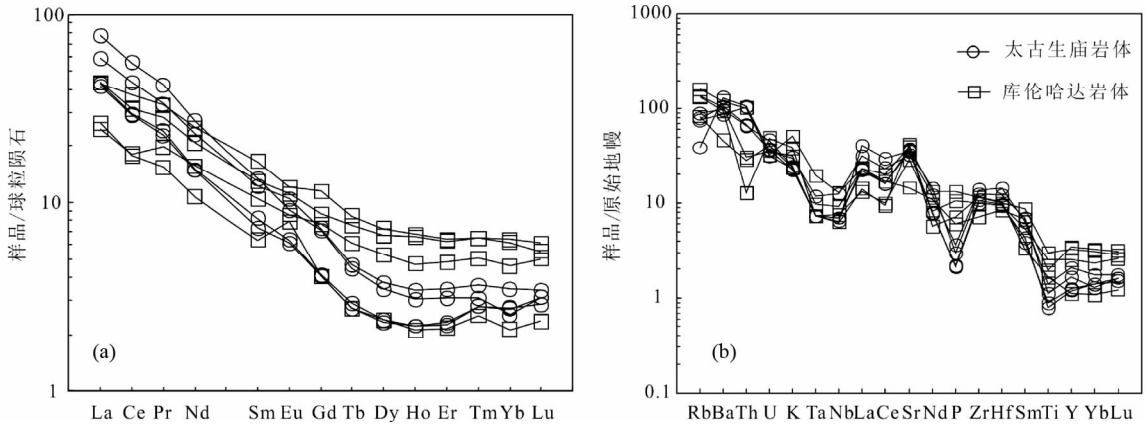 100
10
1
样品/球粒陨石
(a)
La Ce Pr Nd Sm Eu Gd Tb Dy Ho Er Tm Yb Lu
1000
100
10
1
0.1
样品/原始地幔
太古生庙岩体
库伦哈达岩体
(b)
Rb Ba Th U K Ta Nb La Ce Sr Nd P Zr Hf Sm Ti Y Yb Lu